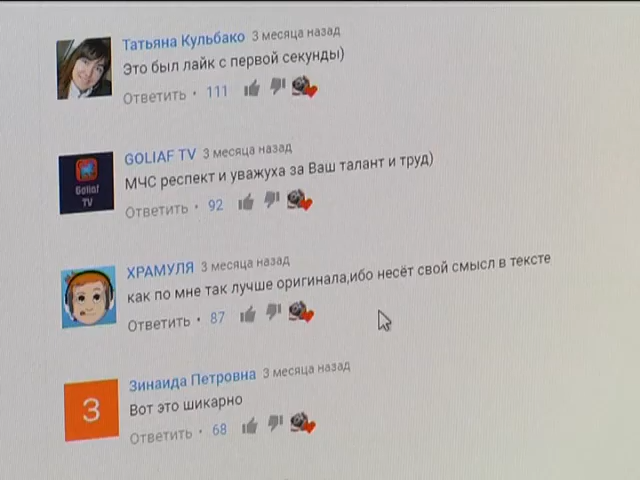 Татьяна Кульбако 3 месяца назад
Это был лайк с первой секунды)
Ответить • 111
GOLIAF TV 3 месяца назад
Goliaf
TV
МЧС респект и уважуха за Ваш талант и труд)
Ответить • 92
ХРАМУЛЯ 3 месяца назад
как по мне так лучше оригинала,ибо несёт свой смысл в тексте
Ответить • 87
Зинаида Петровна 3 месяца назад
З
Вот это шикарно
Ответить • 68